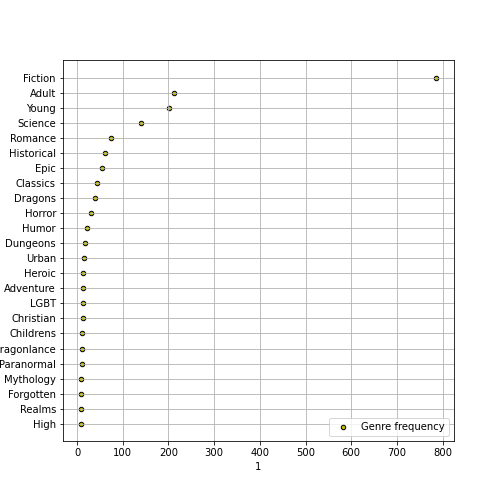 Fiction
Adult
Young
Science
Romance
Historical
Epic
Classics
Dragons
Horror
Humor
Dungeons
Urban
Heroic
Adventure
LGBT
Christian
Childrens
ragonlance
Paranormal
Mythology
Forgotten
Realms
High
Genre frequency
0 100 200 300 400 500 600 700 800
1